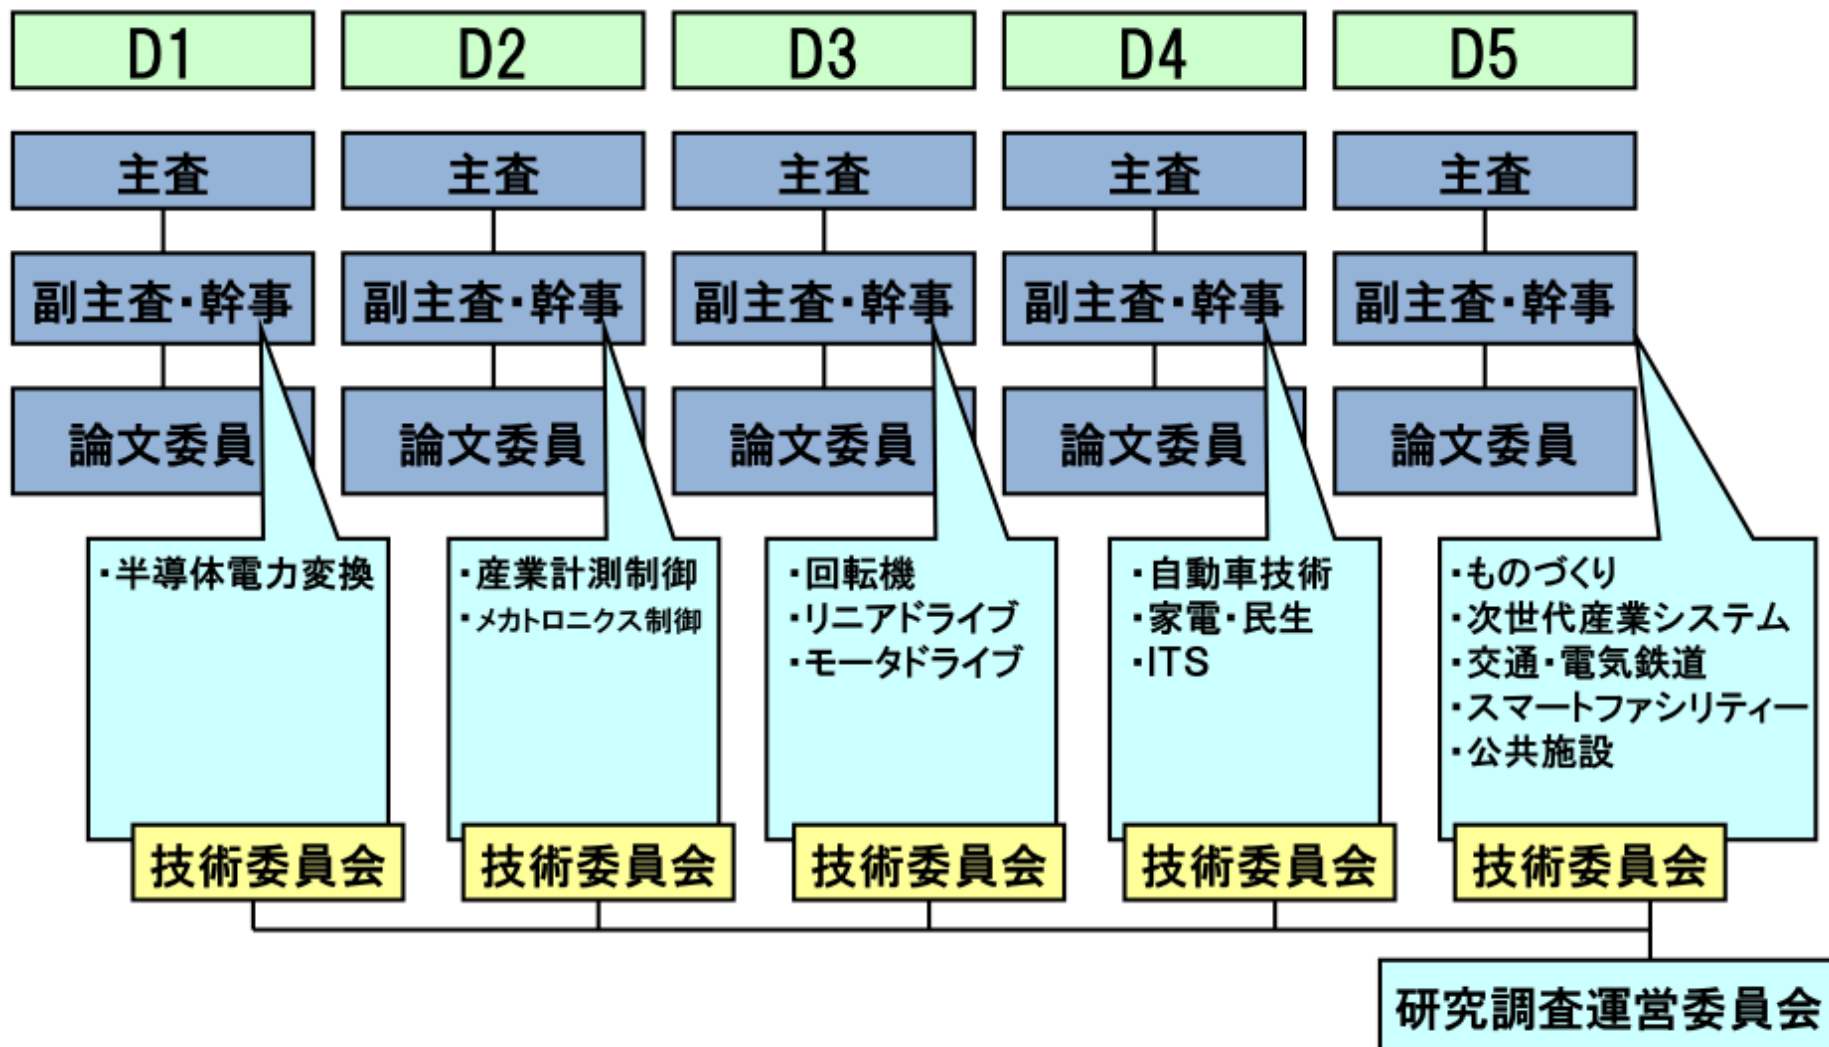 D1
D2
D3
D4
D5
主査
主査
主査
主査
主査
副主査・幹事
副主査・幹事
副主査・幹事
副主査・幹事
副主査・幹事
論文委員
論文委員
論文委員
論文委員
論文委員
・半導体電力変換
・産業計測制御
・メカトロニクス制御
・回転機
・リニアドライブ
・モータドライブ
・自動車技術
・家電・民生
・ITS
・ものづくり
・次世代産業システム
・交通・電気鉄道
・スマートファシリティー
・公共施設
技術委員会
技術委員会
技術委員会
技術委員会
技術委員会
研究調査運営委員会